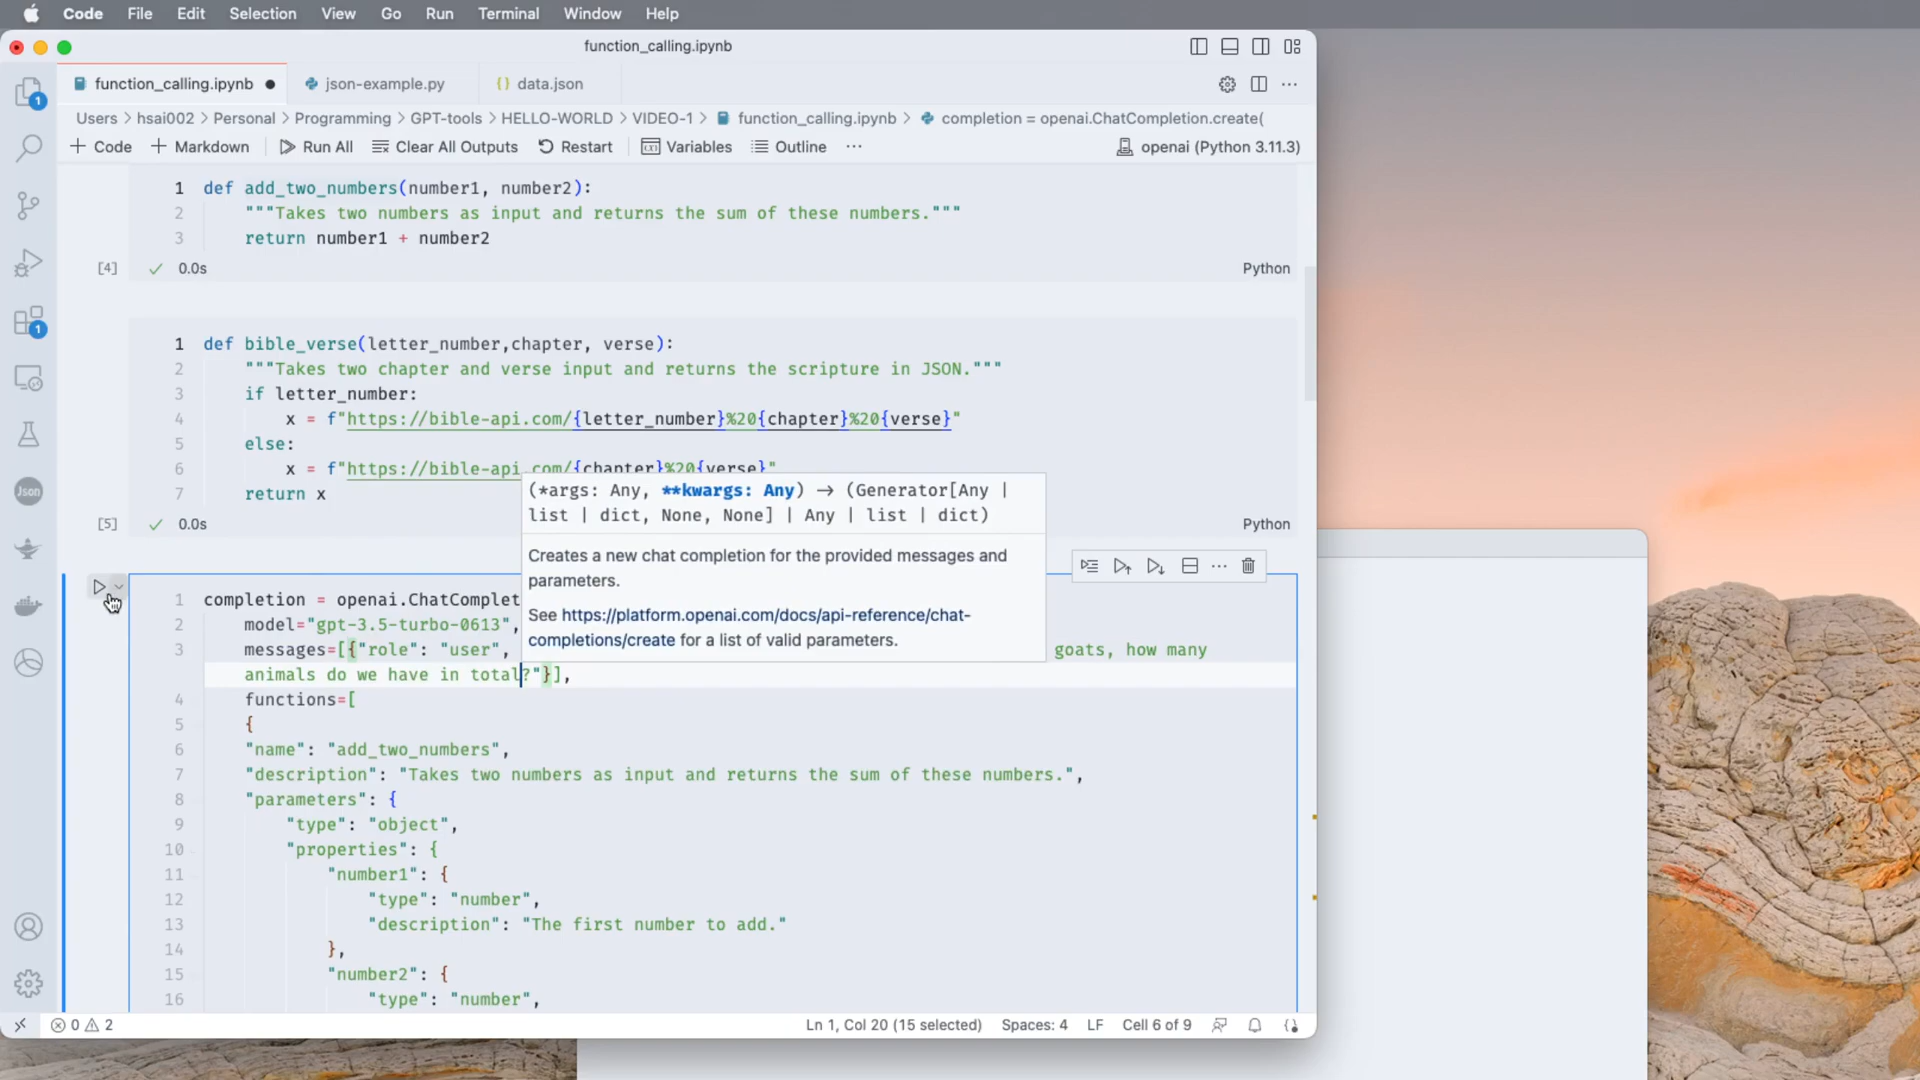 Code File Edit Selection View Go Run Terminal Window Help
function_calling.ipynb
function_calling.ipynb json-example.py data.json
1
Users > hsai002 > Personal > Programming > GPT-tools > HELLO-WORLD > VIDEO-1 > function_calling.ipynb > completion = openai.ChatCompletion.create(
+ Code + Markdown Run All Clear All Outputs Restart Variables Outline ··· openai (Python 3.11.3)
1 def add_two_numbers(number1, number2):
2 """Takes two numbers as input and returns the sum of these numbers."""
3 return number1 + number2
[4] 0.0s Python
1
1 def bible_verse(letter_number,chapter, verse):
2 """Takes two chapter and verse input and returns the scripture in JSON."""
3 if letter_number:
4 x = f"https://bible-api.com/{letter_number}%20{chapter}%20{verse}"
5 else:
6 x = f"https://bible-api.com/{chapter}%20{verse}"
7 return x
Json
[5] 0.0s Python
(*args: Any, **kwargs: Any) → (Generator[Any |
list | dict, None, None] | Any | list | dict)
Creates a new chat completion for the provided messages and
parameters.
See https://platform.openai.com/docs/api-reference/chat-
completions/create for a list of valid parameters.
1 completion = openai.ChatComplet
2 model="gpt-3.5-turbo-0613",
3 messages=[{"role": "user", goats, how many
animals do we have in total?"}],
4 functions=[
5 {
6 "name": "add_two_numbers",
7 "description": "Takes two numbers as input and returns the sum of these numbers.",
8 "parameters": {
9 "type": "object",
10 "properties": {
11 "number1": {
12 "type": "number",
13 "description": "The first number to add."
14 },
15 "number2": {
16 "type": "number",
0 2 Ln 1, Col 20 (15 selected) Spaces: 4 LF Cell 6 of 9